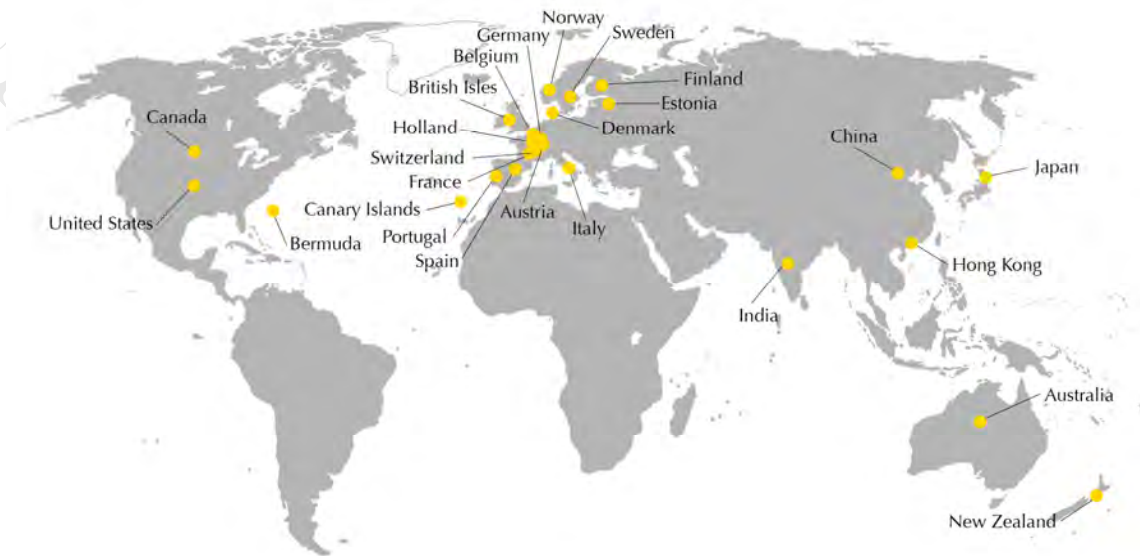 Norway
Germany
Sweden
Belgium
British Isles
Finland
Estonia
Canada
Holland
Denmark
China
Switzerland
Japan
France
United States
Canary Islands
Austria
Bermuda
Portugal
Italy
Spain
Hong Kong
India
Australia
New Zealand